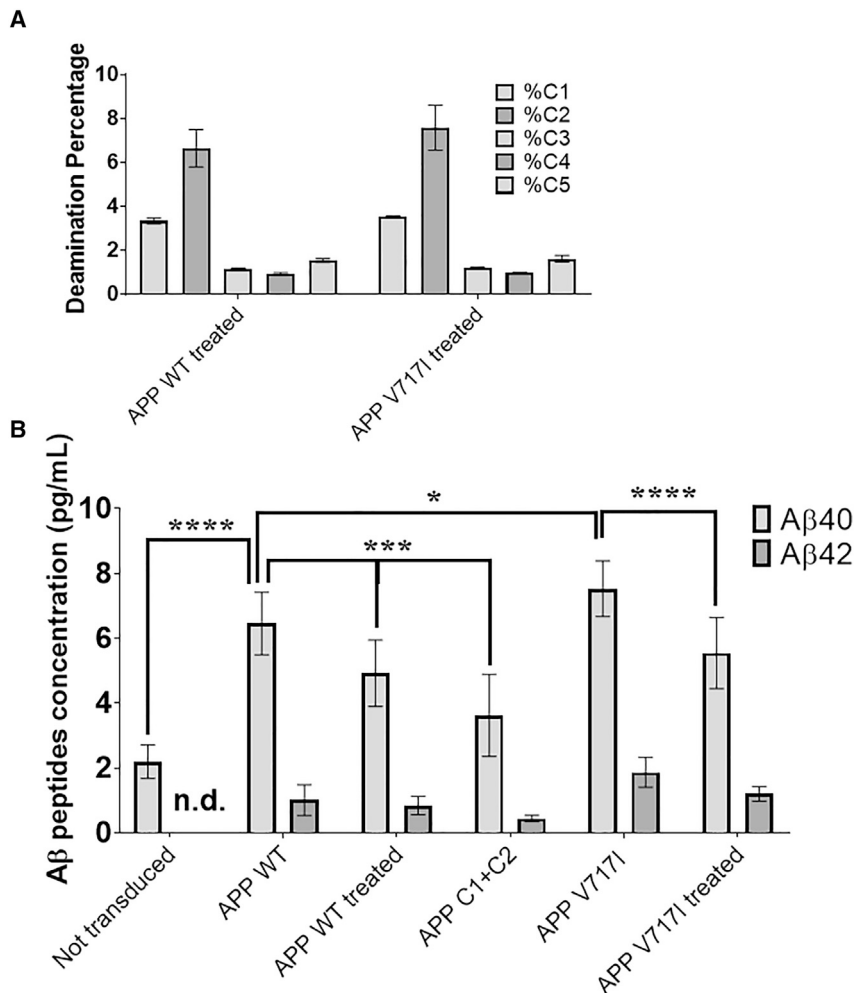 A
Deamination Percentage
10
8
6
4
2
0
%C1
%C2
%C3
%C4
%C5
APP WT treated
APP V717I treated
B
Aβ peptides concentration (pg/mL)
10
8
6
4
2
0
****
*
****
***
n.d.
Aβ40
Aβ42
Not transduced
APP WT
APP WT treated
APP C1+C2
APP V717I
APP V717I treated